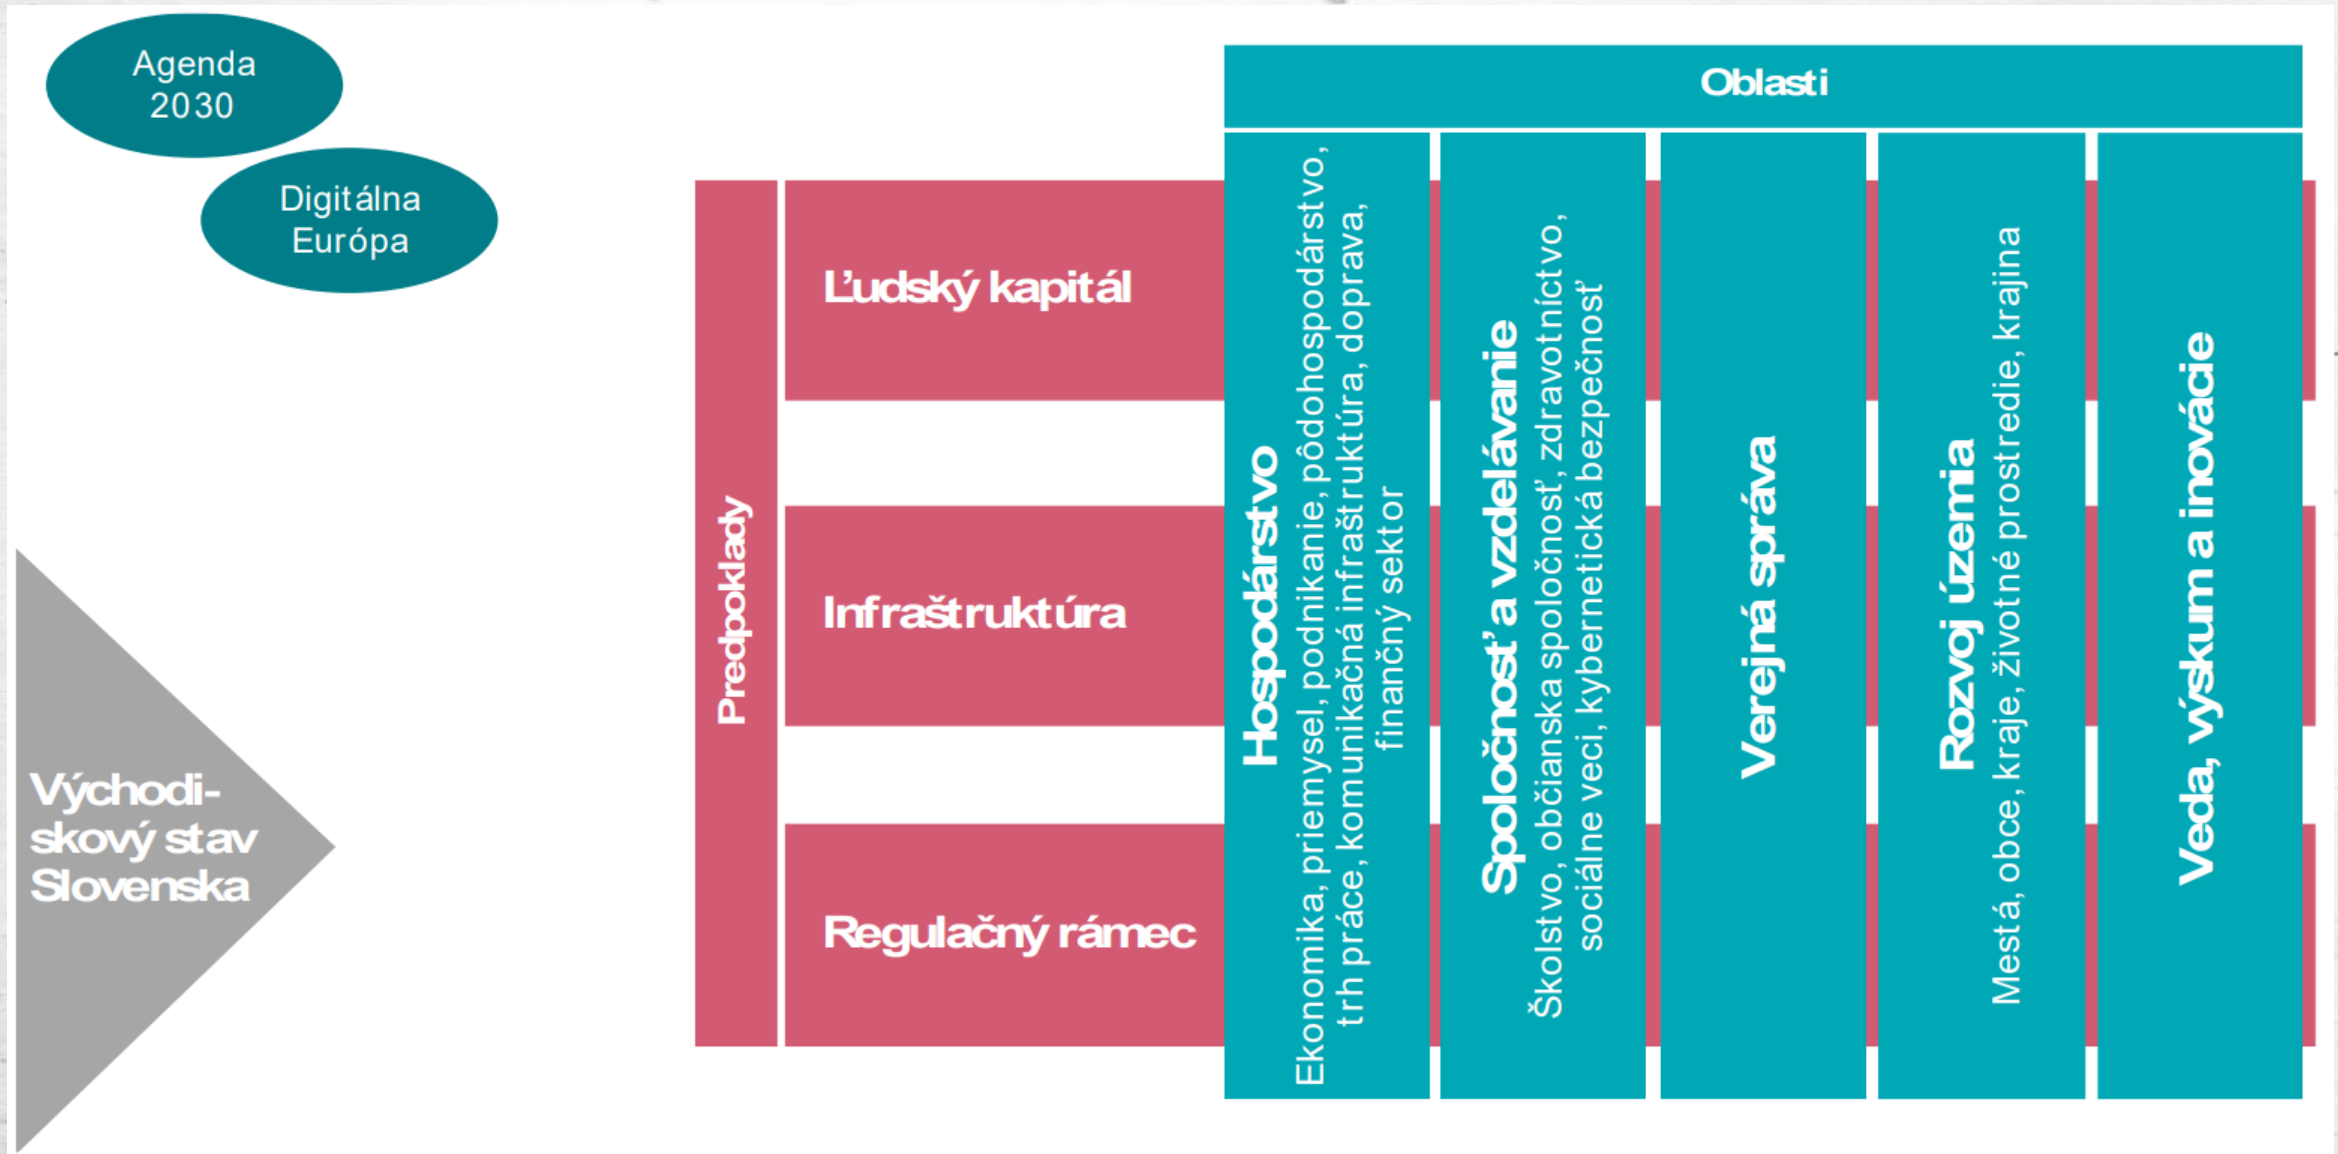 Agenda
2030
Digitálna
Európa
Východi-
skový stav
Slovenska
Predpoklady
Ľudský kapitál
Infraštruktúra
Regulačný rámec
Oblasti
Hospodárstvo
Ekonomika, priemysel, podnikanie, pôdohospodárstvo,
trh práce, komunikačná infraštruktúra, doprava,
finančný sektor
Spoločnosť a vzdelávanie
Školstvo, občianska spoločnosť, zdravotníctvo,
sociálne veci, kybernetická bezpečnosť
Verejná správa
Rozvoj územia
Mestá, obce, kraje, životné prostredie, krajina
Veda, výskum a inovácie